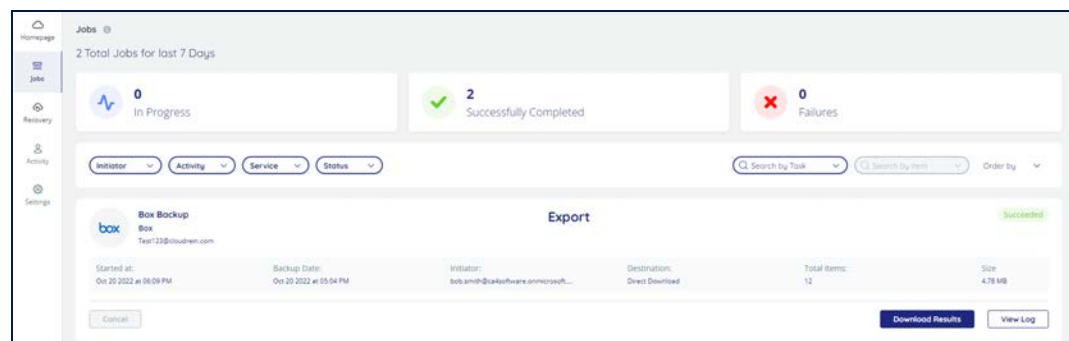 Homepage
Jobs
Recovery
Activity
Settings
Jobs
2 Total Jobs for last 7 Days
0
In Progress
2
Successfully Completed
0
Failures
Initiator
Activity
Service
Status
Search by Task
Search by Item
Order by
box
Box Backup
Box
Test123@cloudrein.com
Export
Succeeded
Started at:
Oct 20 2022 at 06:09 PM
Backup Date:
Oct 20 2022 at 05:04 PM
Initiator:
bob.smith@ca4software.onmicrosoft....
Destination:
Direct Download
Total Items:
12
Size
4.78 MB
Cancel
Download Results
View Log